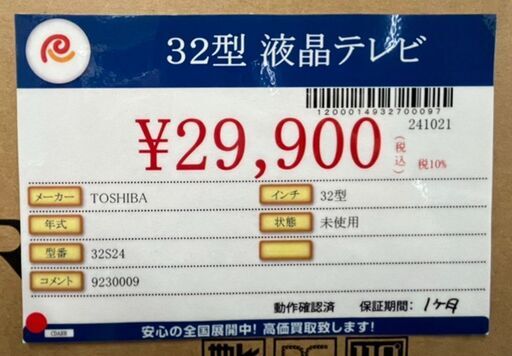 32型 液晶テレビ
1200014932700097
241021
¥29,900
(税込)
税10%
メーカー TOSHIBA インチ 32型
年式 状態 未使用
型番 32S24
コメント 9230009
動作確認済 保証期間: 1ヶ月
安心の全国展開中! 高価買取致します!